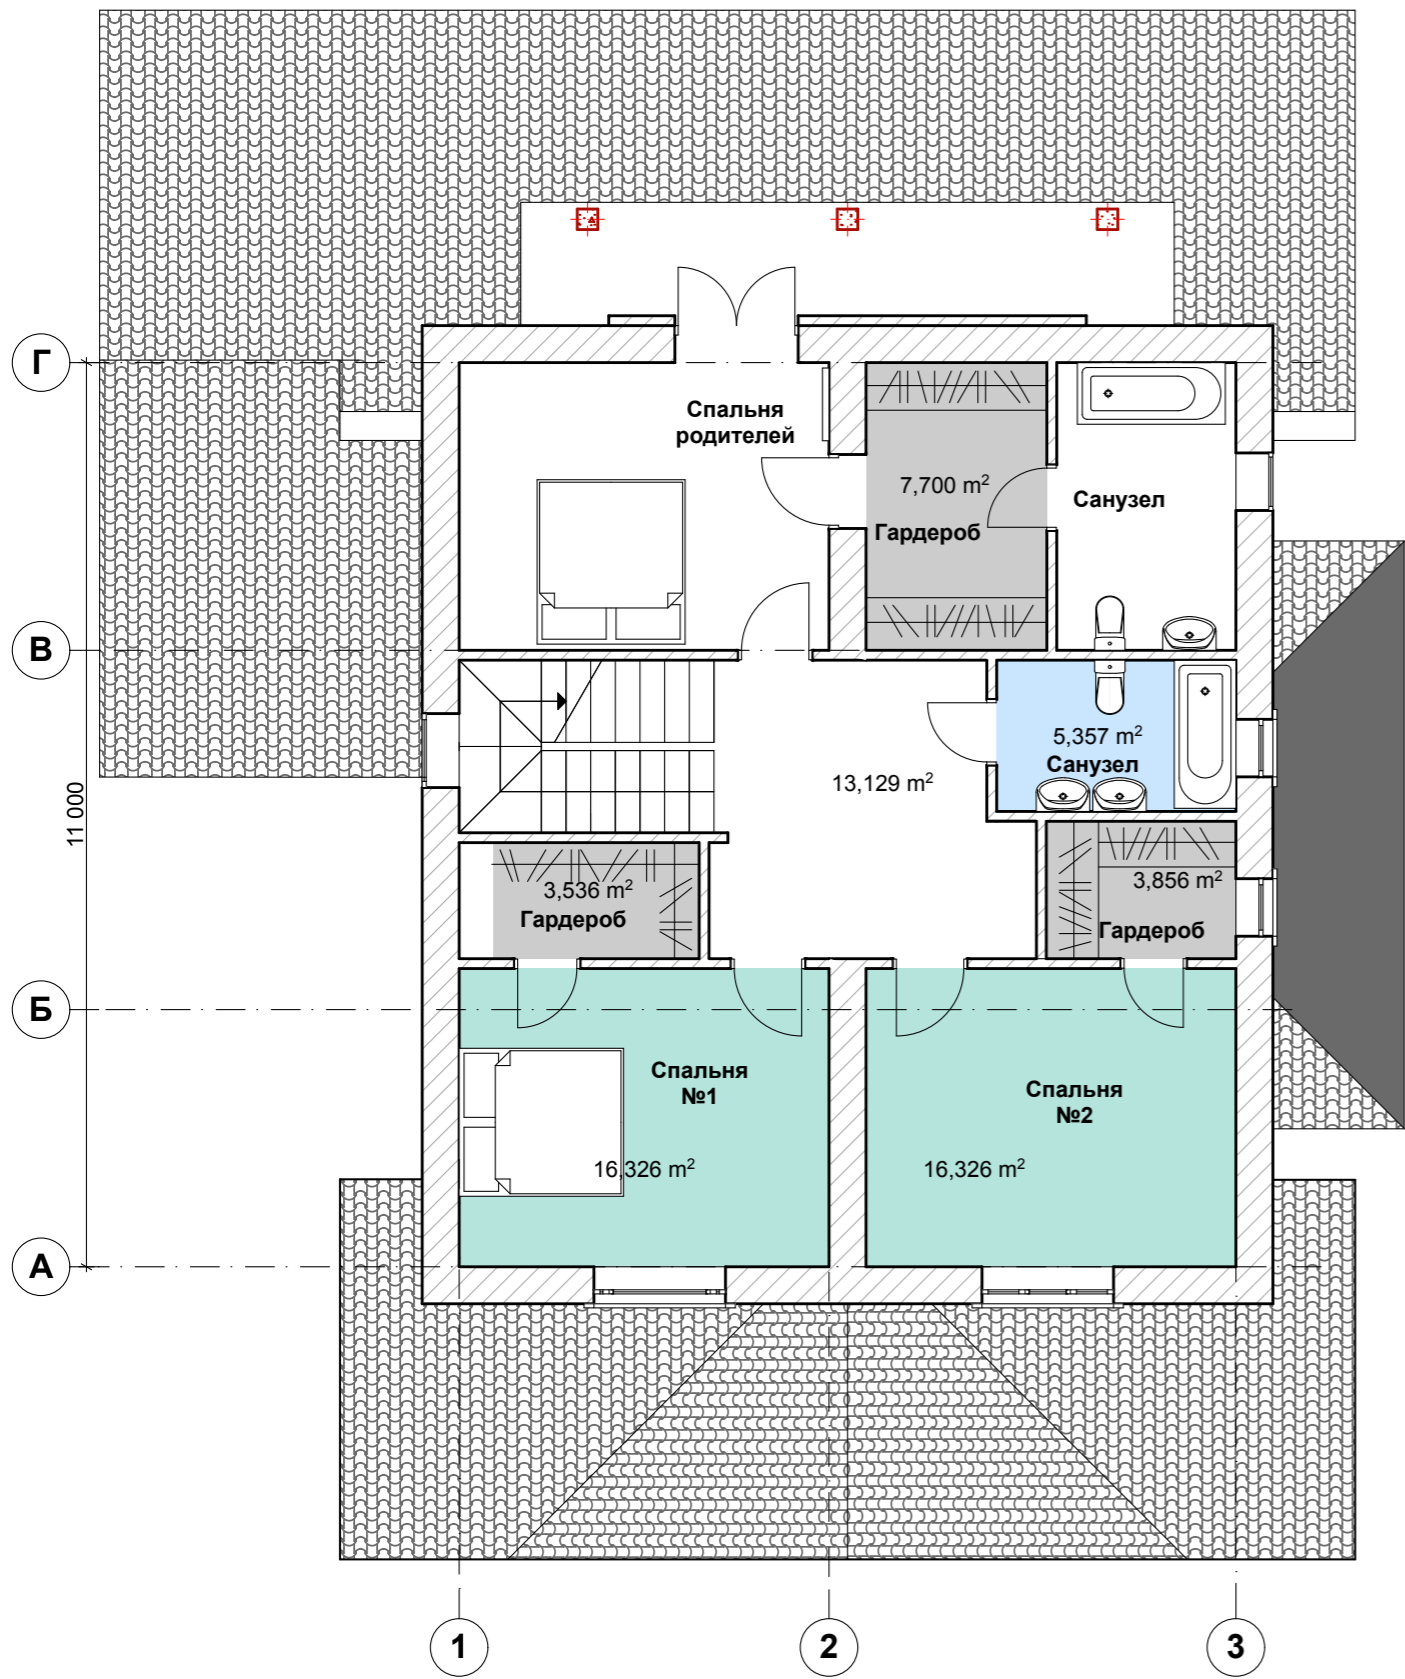 Г
Спальня
родителей
7,700 m²
Гардероб
Санузел
В
11 000
5,357 m²
Санузел
13,129 m²
3,536 m²
Гардероб
3,856 m²
Гардероб
Б
Спальня
№1
16,326 m²
Спальня
№2
16,326 m²
А
1
2
3